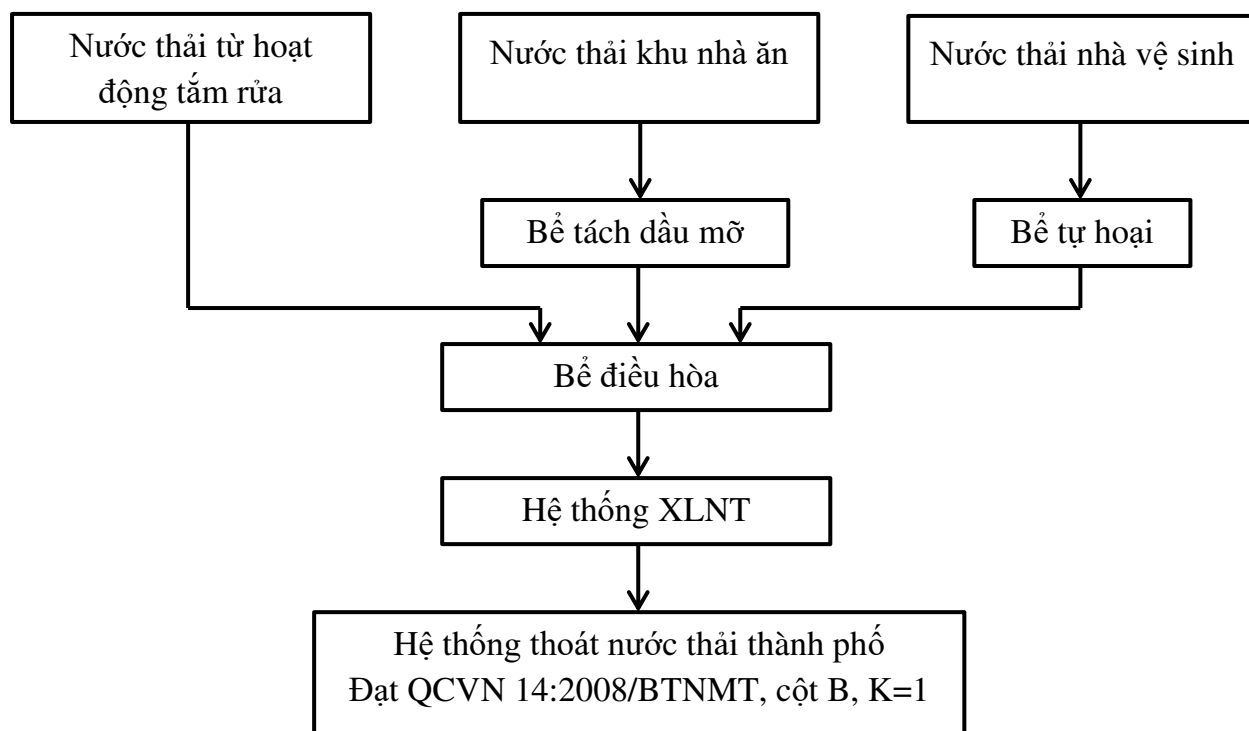 Nước thải từ hoạt
động tắm rửa
Nước thải khu nhà ăn
Nước thải nhà vệ sinh
Bể tách dầu mỡ
Bể tự hoại
Bể điều hòa
Hệ thống XLNT
Hệ thống thoát nước thải thành phố
Đạt QCVN 14:2008/BTNMT, cột B, K=1